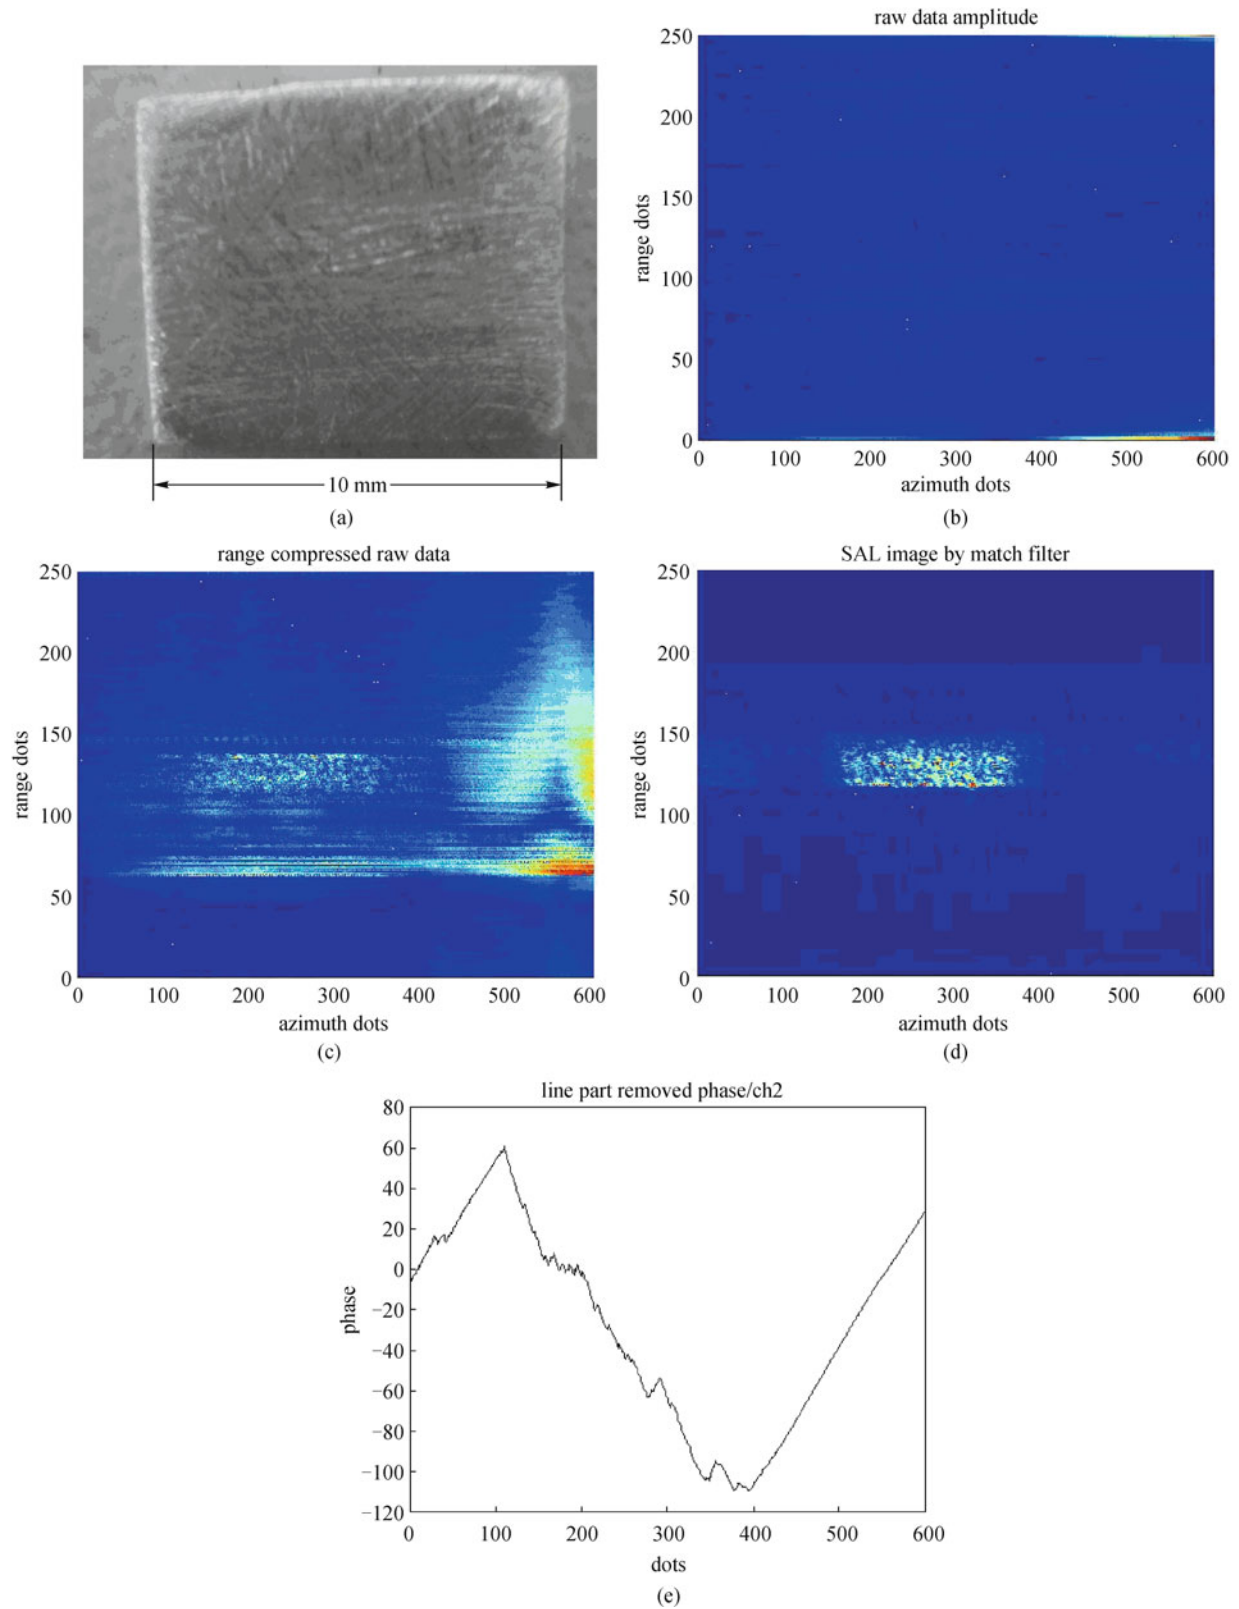 raw data amplitude
250
200
150
100
50
0
range dots
0 100 200 300 400 500 600
azimuth dots
10 mm
(a)
(b)
range compressed raw data
250
200
150
100
50
0
range dots
0 100 200 300 400 500 600
azimuth dots
(c)
SAL image by match filter
250
200
150
100
50
0
range dots
0 100 200 300 400 500 600
azimuth dots
(d)
line part removed phase/ch2
80
60
40
20
0
−20
−40
−60
−80
−100
−120
phase
0 100 200 300 400 500 600
dots
(e)